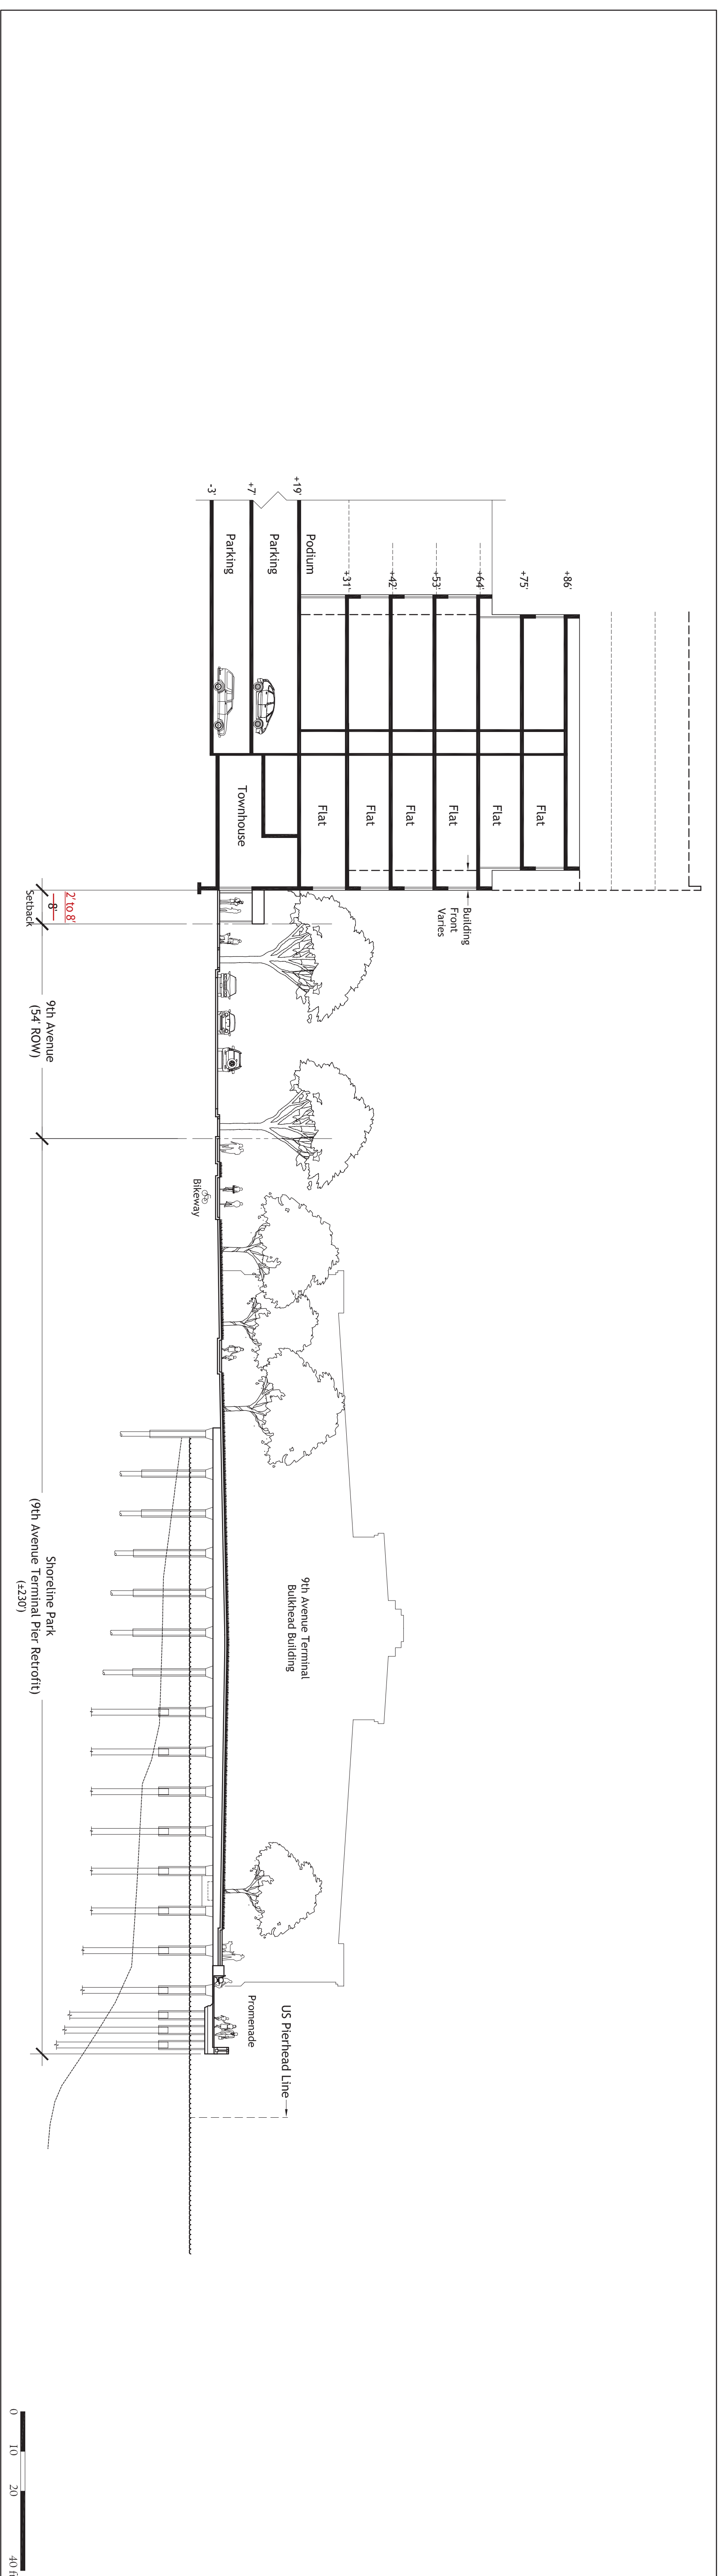 +86'
+75'
+64'
+53'
+42'
+31'
+19'
+7'
-3'
Podium
Parking
Parking
Flat
Flat
Flat
Flat
Flat
Flat
Townhouse
Building
Front
Varies
2' to 8'
8'
Setback
9th Avenue
(54' ROW)
Bikeway
9th Avenue Terminal
Bulkhead Building
Shoreline Park
(9th Avenue Terminal Pier Retrofit)
(±230')
Promenade
US Pierhead Line
0 10 20